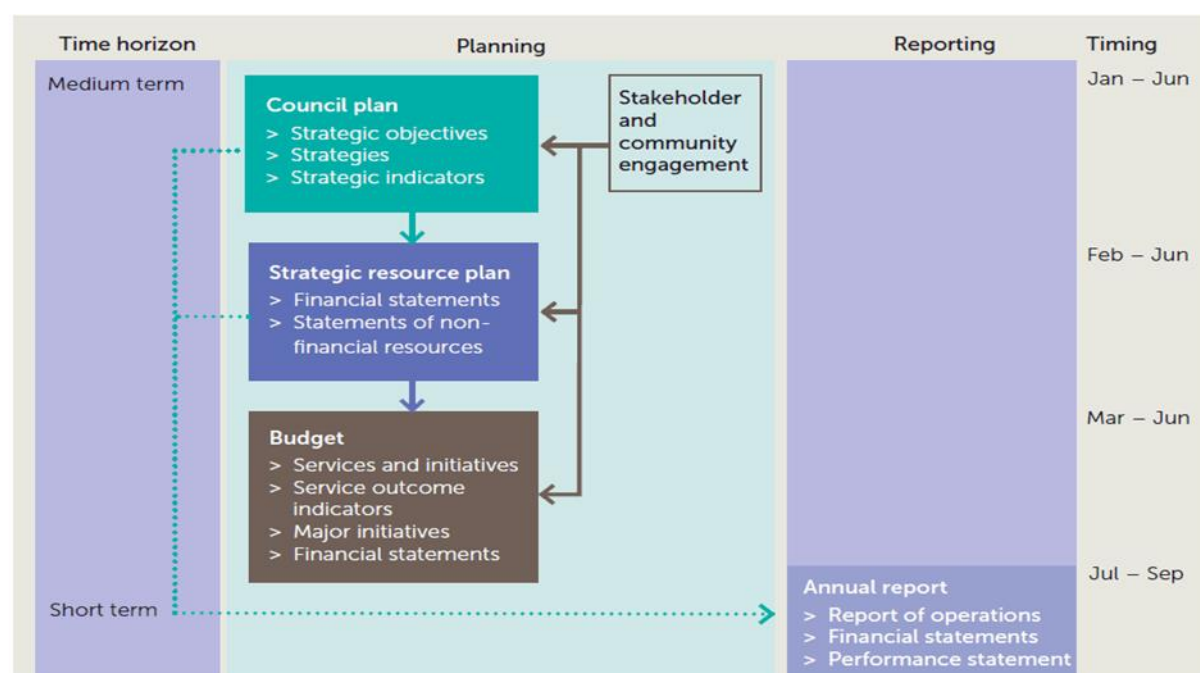 Time horizon
Planning
Reporting
Timing
Medium term
Jan – Jun
Council plan
> Strategic objectives
> Strategies
> Strategic indicators
Stakeholder
and
community
engagement
Feb – Jun
Strategic resource plan
> Financial statements
> Statements of non-
financial resources
Mar – Jun
Budget
> Services and initiatives
> Service outcome
indicators
> Major initiatives
> Financial statements
Jul – Sep
Short term
Annual report
> Report of operations
> Financial statements
> Performance statement